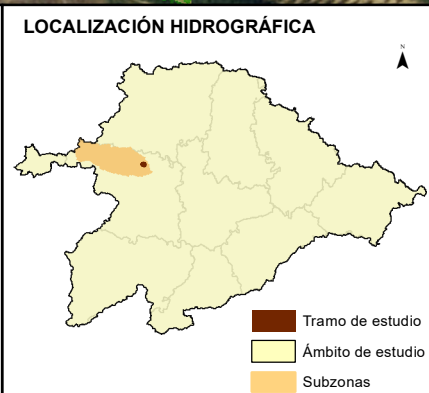 LOCALIZACIÓN HIDROGRÁFICA
N
Tramo de estudio
Ámbito de estudio
Subzonas